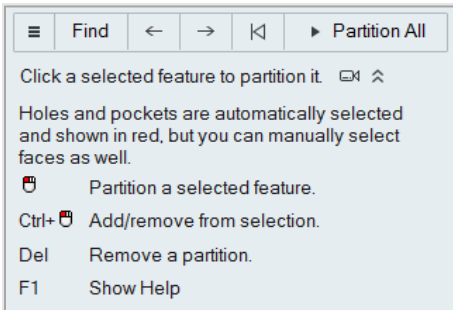 Find Partition All
Click a selected feature to partition it.
Holes and pockets are automatically selected
and shown in red, but you can manually select
faces as well.
Partition a selected feature.
Ctrl+ Add/remove from selection.
Del Remove a partition.
F1 Show Help